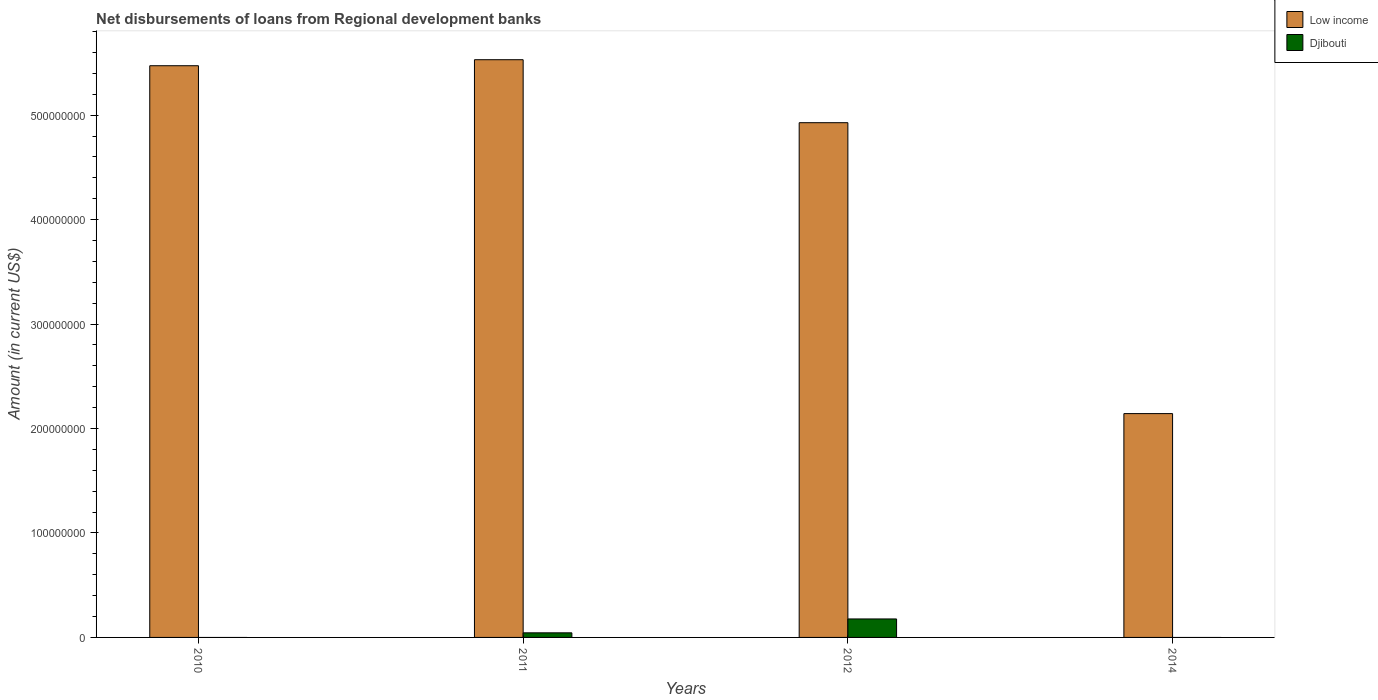 Net disbursements of loans from Regional development banks
Low income
Djibouti
Amount (in current US$)
500000000
400000000
300000000
200000000
100000000
0
2010
2011
2012
2014
Years